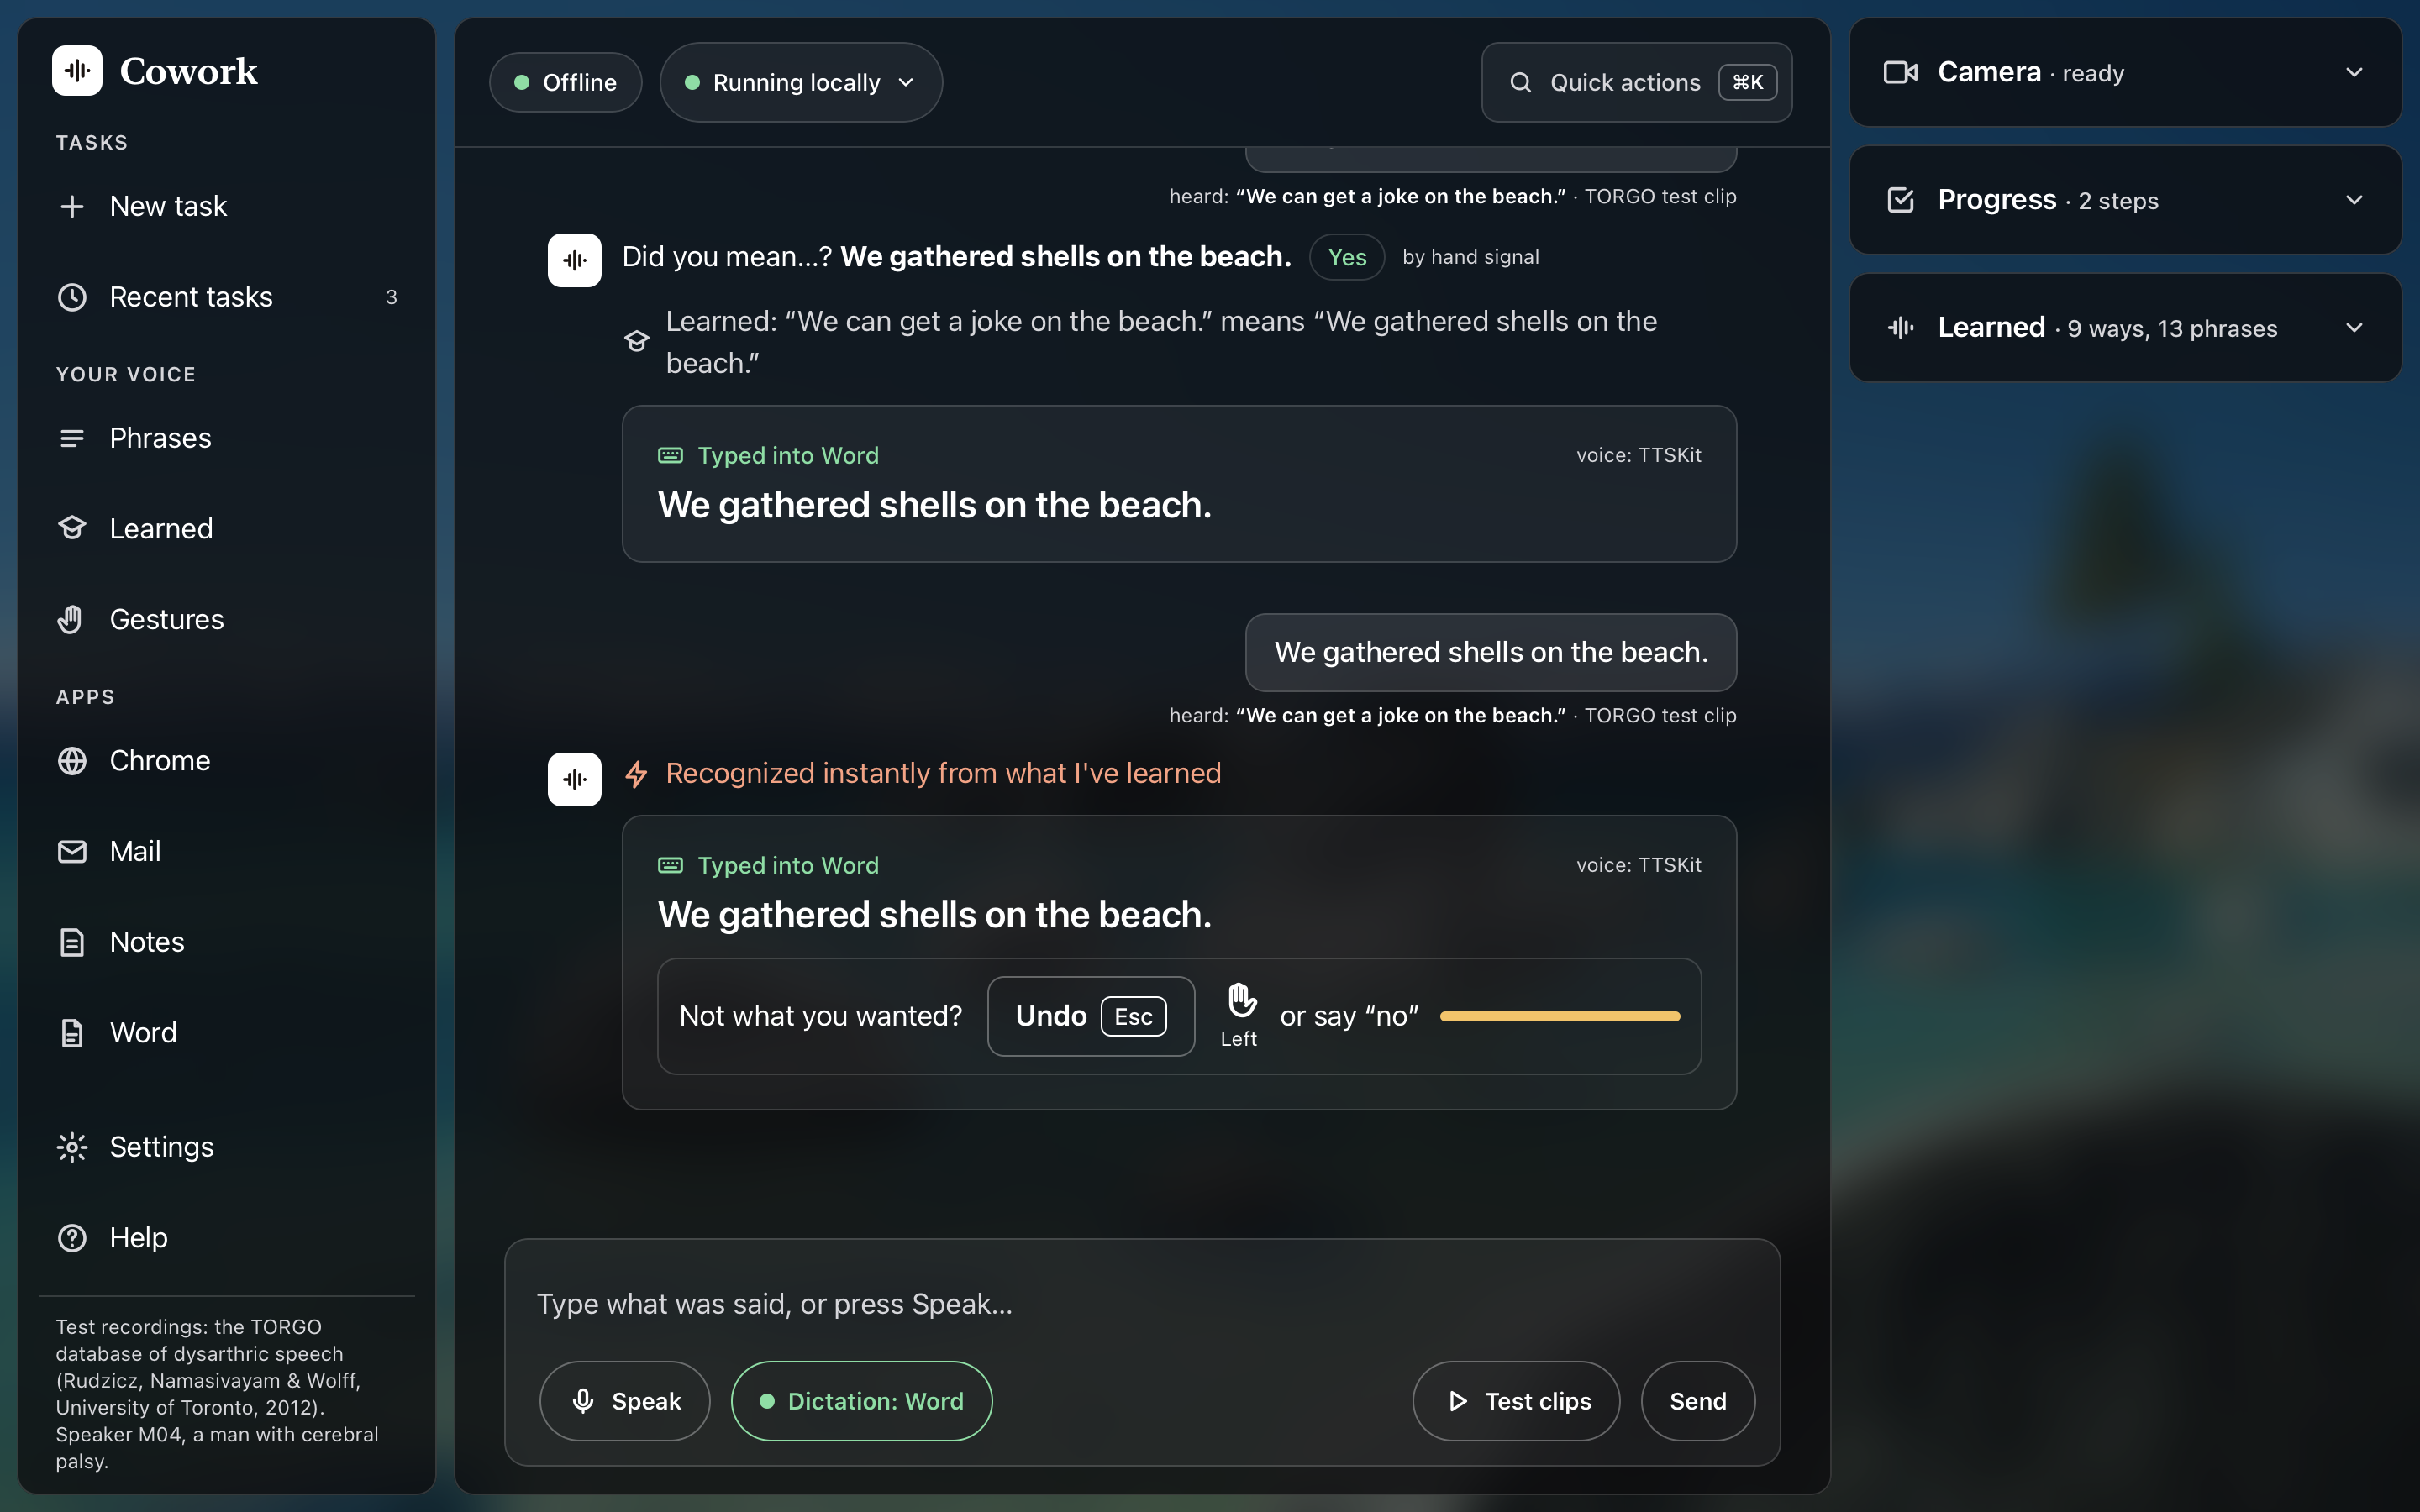 Cowork
TASKS
New task
Recent tasks 3
YOUR VOICE
Phrases
Learned
Gestures
APPS
Chrome
Mail
Notes
Word
Settings
Help
Test recordings: the TORGO
database of dysarthric speech
(Rudzicz, Namasivayam & Wolff,
University of Toronto, 2012).
Speaker M04, a man with cerebral
palsy.
Offline
Running locally
Quick actions ⌘K
heard: “We can get a joke on the beach.” · TORGO test clip
Did you mean...? We gathered shells on the beach. Yes by hand signal
Learned: “We can get a joke on the beach.” means “We gathered shells on the
beach.”
Typed into Word voice: TTSKit
We gathered shells on the beach.
We gathered shells on the beach.
heard: “We can get a joke on the beach.” · TORGO test clip
Recognized instantly from what I've learned
Typed into Word voice: TTSKit
We gathered shells on the beach.
Not what you wanted? Undo Esc Left or say “no”
Type what was said, or press Speak...
Speak
Dictation: Word
Test clips
Send
Camera · ready
Progress · 2 steps
Learned · 9 ways, 13 phrases